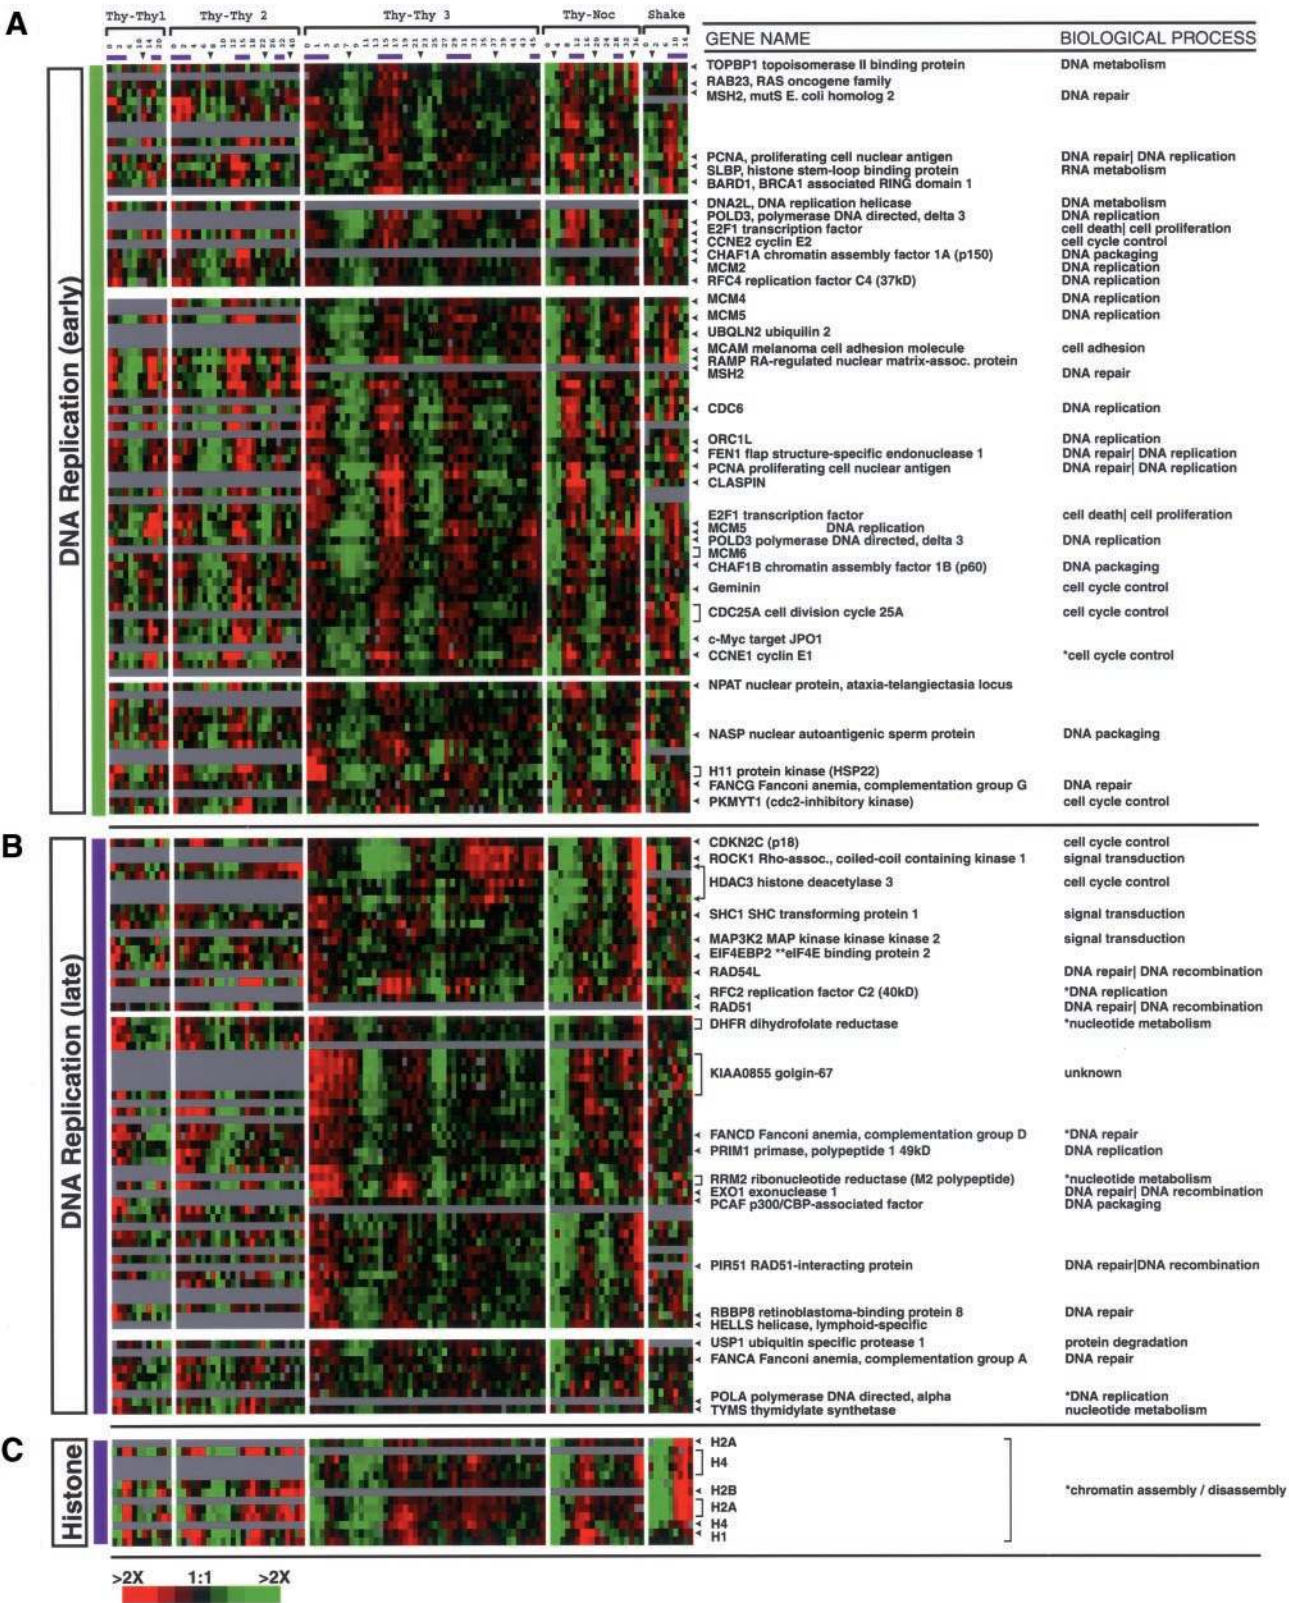 A
Thy-Thy1
Thy-Thy 2
Thy-Thy 3
Thy-Noc
Shake
GENE NAME BIOLOGICAL PROCESS
DNA Replication (early)
TOPBP1 topoisomerase II binding protein DNA metabolism
RAB23, RAS oncogene family
MSH2, mutS E. coli homolog 2 DNA repair
PCNA, proliferating cell nuclear antigen DNA repair| DNA replication
SLBP, histone stem-loop binding protein RNA metabolism
BARD1, BRCA1 associated RING domain 1
DNA2L, DNA replication helicase DNA metabolism
POLD3, polymerase DNA directed, delta 3 DNA replication
E2F1 transcription factor cell death| cell proliferation
CCNE2 cyclin E2 cell cycle control
CHAF1A chromatin assembly factor 1A (p150) DNA packaging
MCM2 DNA replication
RFC4 replication factor C4 (37kD) DNA replication
MCM4 DNA replication
MCM5 DNA replication
UBQLN2 ubiquilin 2
MCAM melanoma cell adhesion molecule cell adhesion
RAMP RA-regulated nuclear matrix-assoc. protein
MSH2 DNA repair
CDC6 DNA replication
ORC1L DNA replication
FEN1 flap structure-specific endonuclease 1 DNA repair| DNA replication
PCNA proliferating cell nuclear antigen DNA repair| DNA replication
CLASPIN
E2F1 transcription factor cell death| cell proliferation
MCM5 DNA replication
POLD3 polymerase DNA directed, delta 3 DNA replication
MCM6
CHAF1B chromatin assembly factor 1B (p60) DNA packaging
Geminin cell cycle control
CDC25A cell division cycle 25A cell cycle control
c-Myc target JPO1
CCNE1 cyclin E1 *cell cycle control
NPAT nuclear protein, ataxia-telangiectasia locus
NASP nuclear autoantigenic sperm protein DNA packaging
H11 protein kinase (HSP22)
FANCG Fanconi anemia, complementation group G DNA repair
PKMYT1 (cdc2-inhibitory kinase) cell cycle control
B
DNA Replication (late)
CDKN2C (p18) cell cycle control
ROCK1 Rho-assoc., coiled-coil containing kinase 1 signal transduction
HDAC3 histone deacetylase 3 cell cycle control
SHC1 SHC transforming protein 1 signal transduction
MAP3K2 MAP kinase kinase kinase 2 signal transduction
EIF4EBP2 **eIF4E binding protein 2
RAD54L DNA repair| DNA recombination
RFC2 replication factor C2 (40kD) *DNA replication
RAD51 DNA repair| DNA recombination
DHFR dihydrofolate reductase *nucleotide metabolism
KIAA0855 golgin-67 unknown
FANCD Fanconi anemia, complementation group D *DNA repair
PRIM1 primase, polypeptide 1 49kD DNA replication
RRM2 ribonucleotide reductase (M2 polypeptide) *nucleotide metabolism
EXO1 exonuclease 1 DNA repair| DNA recombination
PCAF p300/CBP-associated factor DNA packaging
PIR51 RAD51-interacting protein DNA repair|DNA recombination
RBBP8 retinoblastoma-binding protein 8 DNA repair
HELLS helicase, lymphoid-specific
USP1 ubiquitin specific protease 1 protein degradation
FANCA Fanconi anemia, complementation group A DNA repair
POLA polymerase DNA directed, alpha *DNA replication
TYMS thymidylate synthetase nucleotide metabolism
C
Histone
H2A
H4
H2B *chromatin assembly / disassembly
H2A
H4
H1
>2X 1:1 >2X